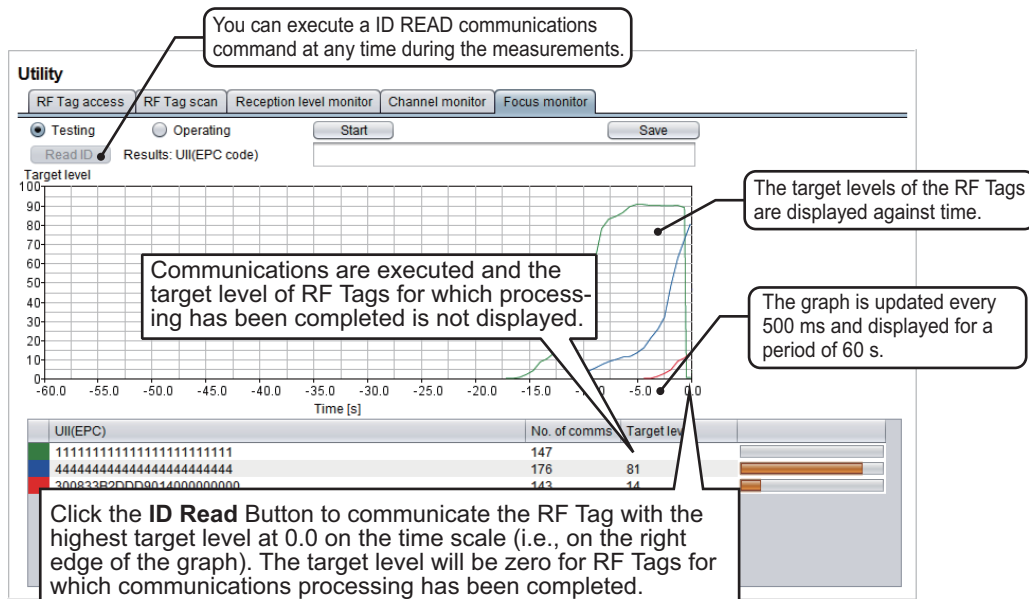 You can execute a ID READ communications
command at any time during the measurements.
Utility
RF Tag access RF Tag scan Reception level monitor Channel monitor Focus monitor
Testing Operating Start Save
Read ID Results: UII(EPC code)
Target level
100
90
80
70
60
50
40
30
20
10
0
The target levels of the RF Tags
are displayed against time.
Communications are executed and the
target level of RF Tags for which process-
ing has been completed is not displayed.
The graph is updated every
500 ms and displayed for a
period of 60 s.
-60.0 -55.0 -50.0 -45.0 -40.0 -35.0 -30.0 -25.0 -20.0 -15.0 -5.0
Time [s]
UII(EPC) No. of comms Target
111111111111111111111111 147
444444444444444444444444 176 81
300833B2DDD9014000000000 143 14
Click the ID Read Button to communicate the RF Tag with the
highest target level at 0.0 on the time scale (i.e., on the right
edge of the graph). The target level will be zero for RF Tags for
which communications processing has been completed.